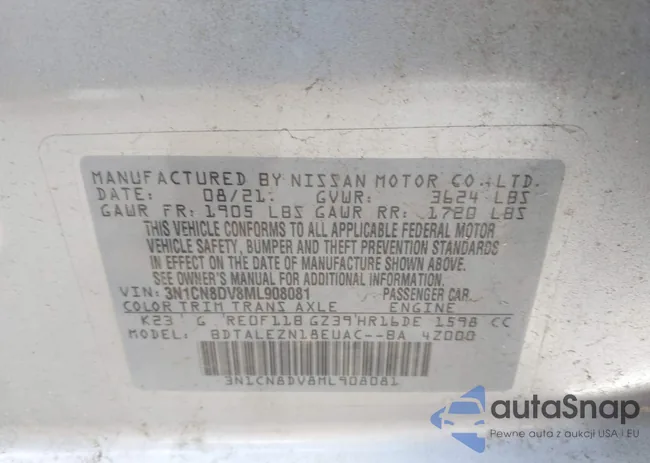 MANUFACTURED BY NISSAN MOTOR CO.,LTD.
DATE: 08/21 GVWR: 3624 LBS
GAWR FR: 1905 LBS GAWR RR: 1720 LBS
THIS VEHICLE CONFORMS TO ALL APPLICABLE FEDERAL MOTOR
VEHICLE SAFETY, BUMPER AND THEFT PREVENTION STANDARDS
IN EFFECT ON THE DATE OF MANUFACTURE SHOWN ABOVE.
SEE OWNER'S MANUAL FOR ADDITIONAL INFORMATION.
VIN: 3N1CN8DV8ML908081 PASSENGER CAR
COLOR TRIM TRANS AXLE ENGINE
K23 G RE0F11B GZ39 HR16DE 1598 CC
MODEL: BDTALEZN18EUAC--BA 4Z000
3N1CN8DV8ML908081
autaSnap
Pewne auta z aukcji USA i EU